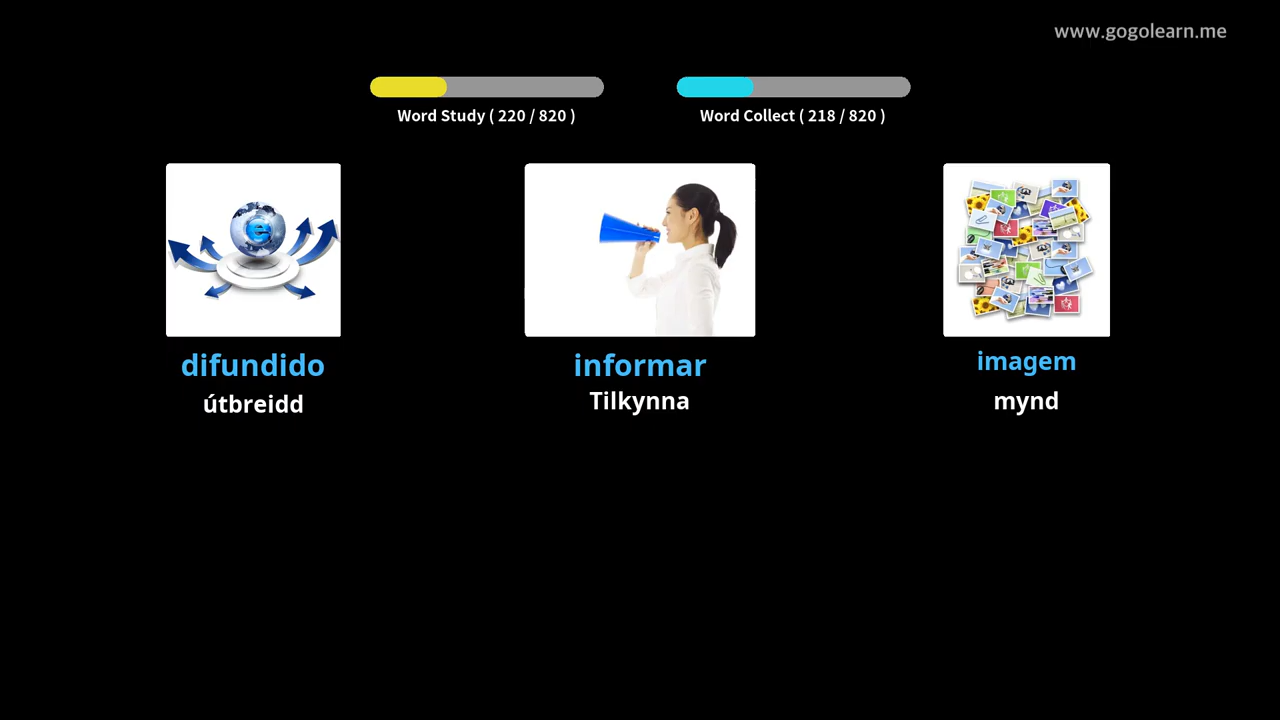 www.gogolearn.me
Word Study ( 220 / 820 )
Word Collect ( 218 / 820 )
e
difundido
informar
imagem
útbreidd
Tilkynna
mynd